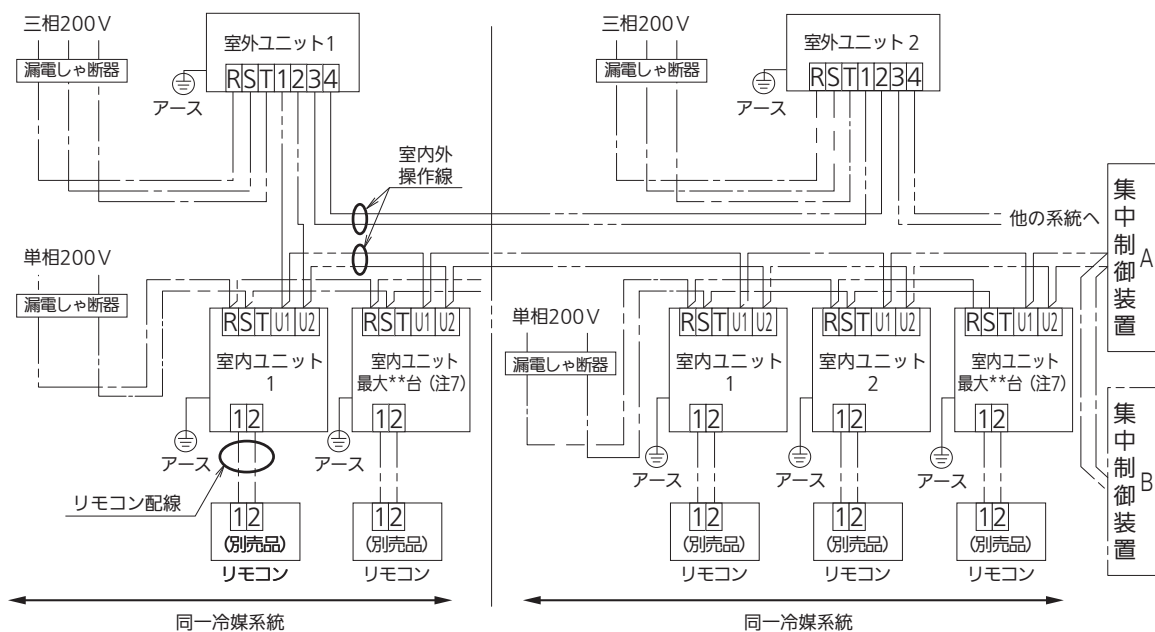 三相200V
漏電しゃ断器
室外ユニット1
RST1234
アース
室内外
操作線
単相200V
漏電しゃ断器
RSTU1U2
室内ユニット
1
12
アース
RSTU1U2
室内ユニット
最大**台 (注7)
12
アース
リモコン配線
12
(別売品)
リモコン
12
(別売品)
リモコン
同一冷媒系統
三相200V
漏電しゃ断器
室外ユニット2
RST1234
アース
他の系統へ
集中制御装置 A
集中制御装置 B
単相200V
漏電しゃ断器
RSTU1U2
室内ユニット
1
12
アース
RSTU1U2
室内ユニット
2
12
アース
RSTU1U2
室内ユニット
最大**台 (注7)
12
アース
12
(別売品)
リモコン
12
(別売品)
リモコン
12
(別売品)
リモコン
同一冷媒系統